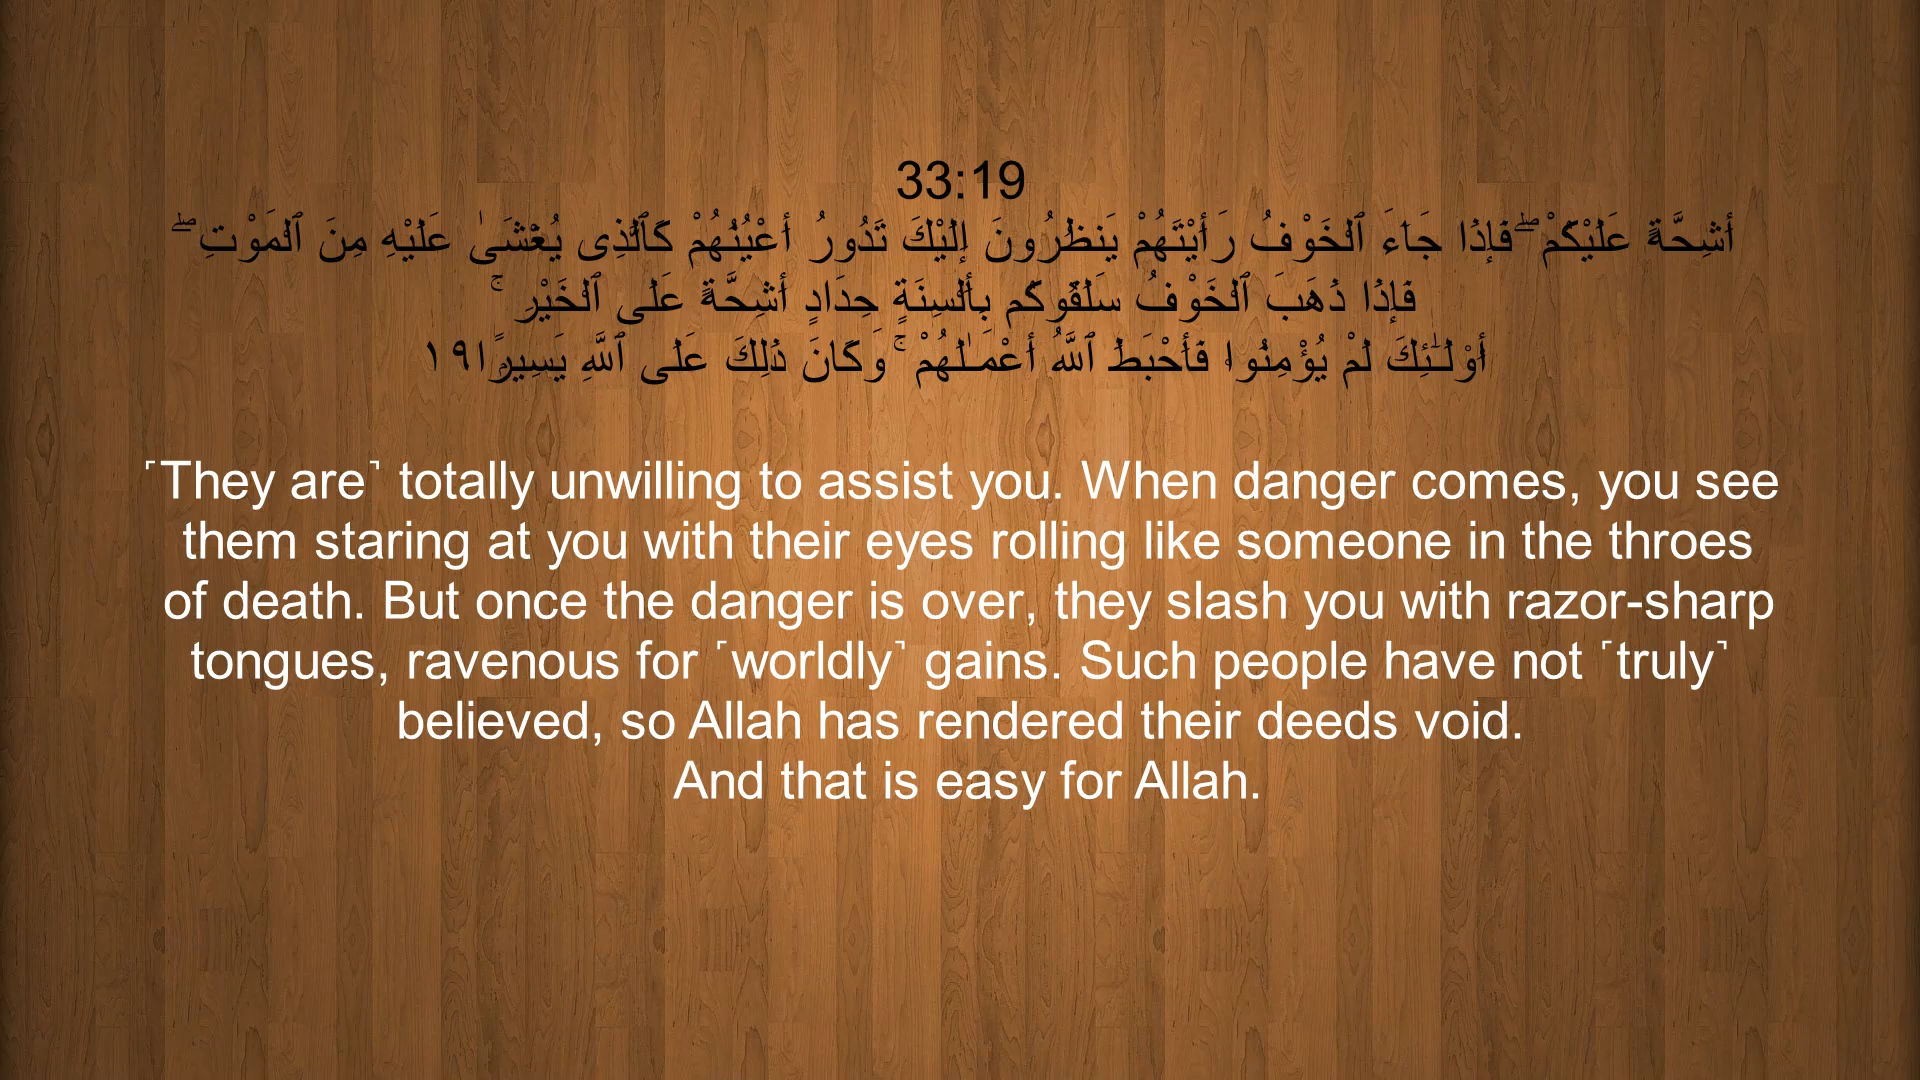 33:19
أَشِحَّةً عَلَيْكُمْ ۖ فَإِذَا جَآءَ ٱلْخَوْفُ رَأَيْتَهُمْ يَنظُرُونَ إِلَيْكَ تَدُورُ أَعْيُنُهُمْ كَٱلَّذِى يُغْشَىٰ عَلَيْهِ مِنَ ٱلْمَوْتِ ۖ
فَإِذَا ذَهَبَ ٱلْخَوْفُ سَلَقُوكُم بِأَلْسِنَةٍ حِدَادٍ أَشِحَّةً عَلَى ٱلْخَيْرِ ۚ
أُو۟لَـٰٓئِكَ لَمْ يُؤْمِنُوا۟ فَأَحْبَطَ ٱللَّهُ أَعْمَـٰلَهُمْ ۚ وَكَانَ ذَٰلِكَ عَلَى ٱللَّهِ يَسِيرًۭا ١٩
˹They are˺ totally unwilling to assist you. When danger comes, you see
them staring at you with their eyes rolling like someone in the throes
of death. But once the danger is over, they slash you with razor-sharp
tongues, ravenous for ˹worldly˺ gains. Such people have not ˹truly˺
believed, so Allah has rendered their deeds void.
And that is easy for Allah.